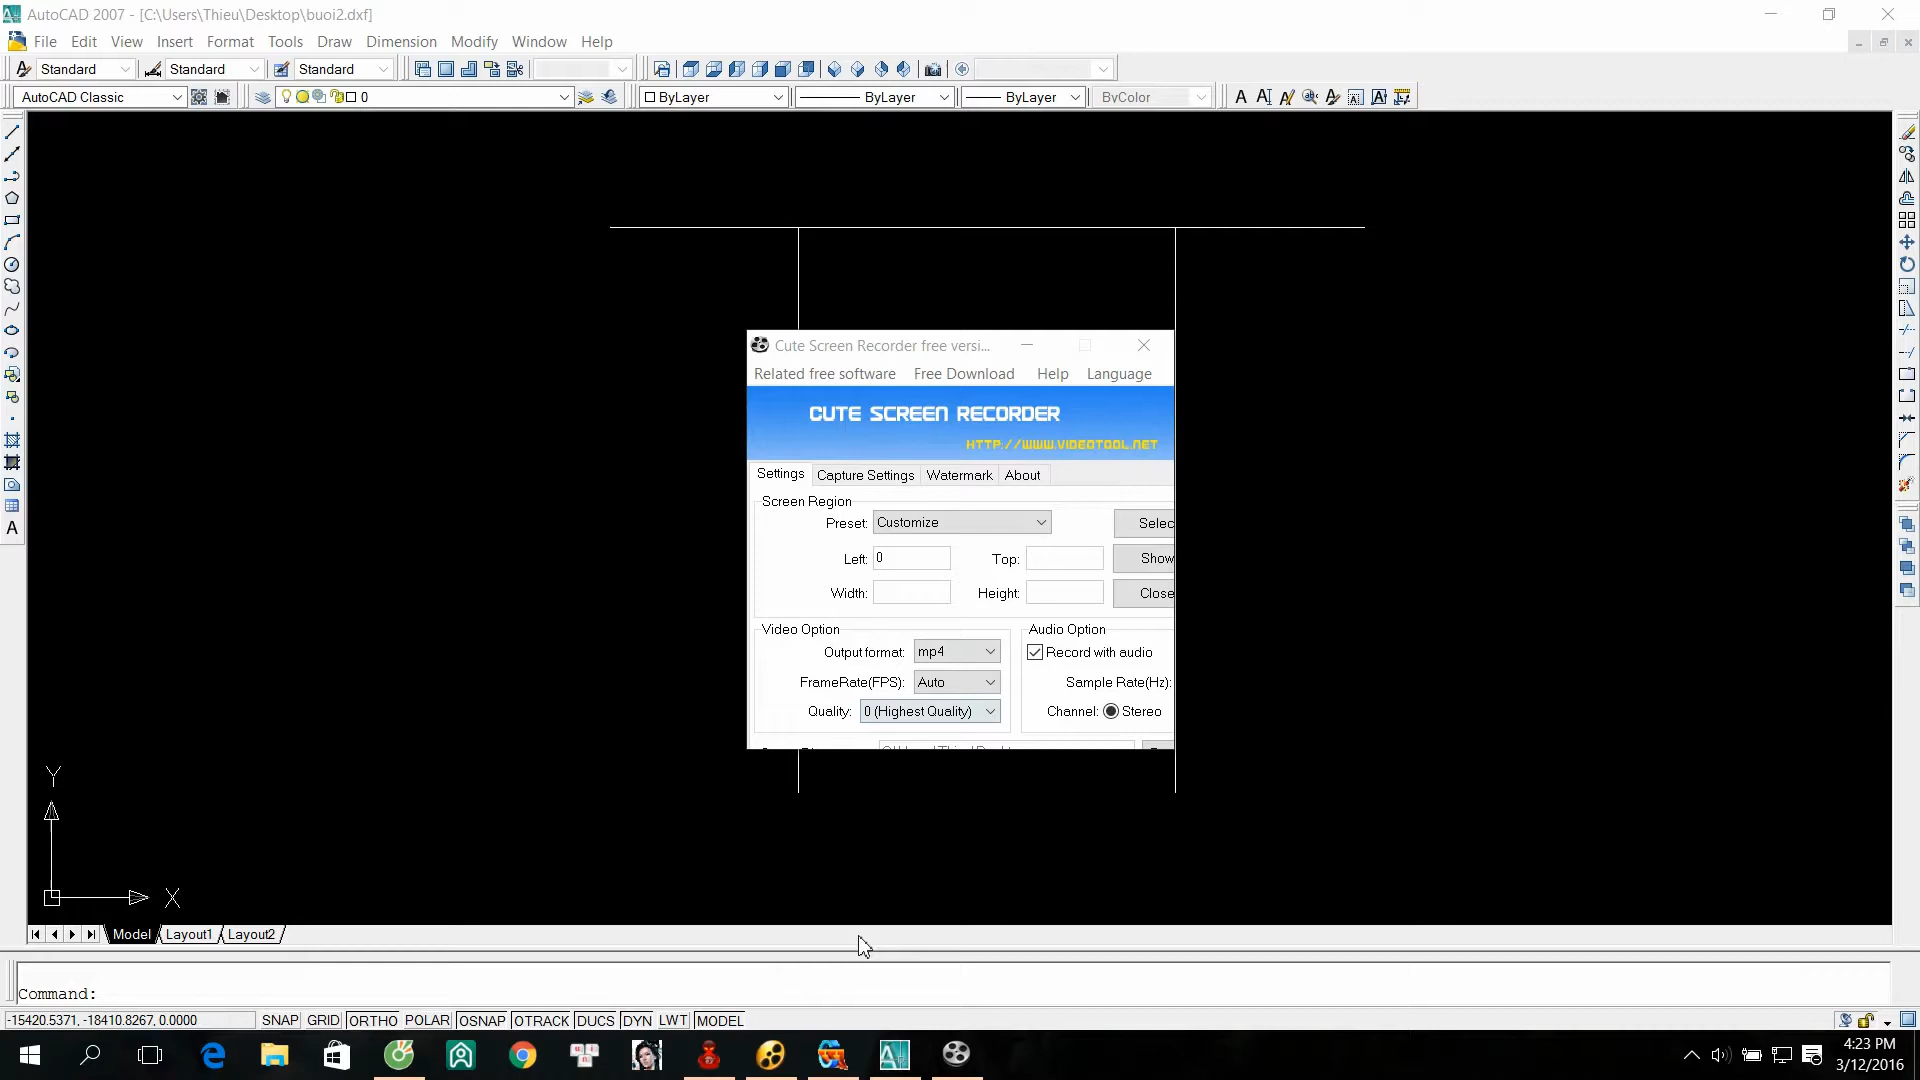 AutoCAD 2007 - [C:\Users\Thieu\Desktop\buoi2.dxf]
File Edit View Insert Format Tools Draw Dimension Modify Window Help
Standard Standard Standard
AutoCAD Classic 0 ByLayer ByLayer ByLayer ByColor A
Cute Screen Recorder free versi...
Related free software Free Download Help Language
CUTE SCREEN RECORDER
HTTP://WWW.VIDEOTOOL.NET
Settings Capture Settings Watermark About
Screen Region
Preset: Customize Selec
Left: 0 Top: Show
Width: Height: Close
Video Option Audio Option
Output format: mp4 Record with audio
FrameRate(FPS): Auto Sample Rate(Hz):
Quality: 0 (Highest Quality) Channel: Stereo
A
Y
X
Model Layout1 Layout2
Command:
-15420.5371, -18410.8267, 0.0000 SNAP GRID ORTHO POLAR OSNAP OTRACK DUCS DYN LWT MODEL
4:23 PM
3/12/2016